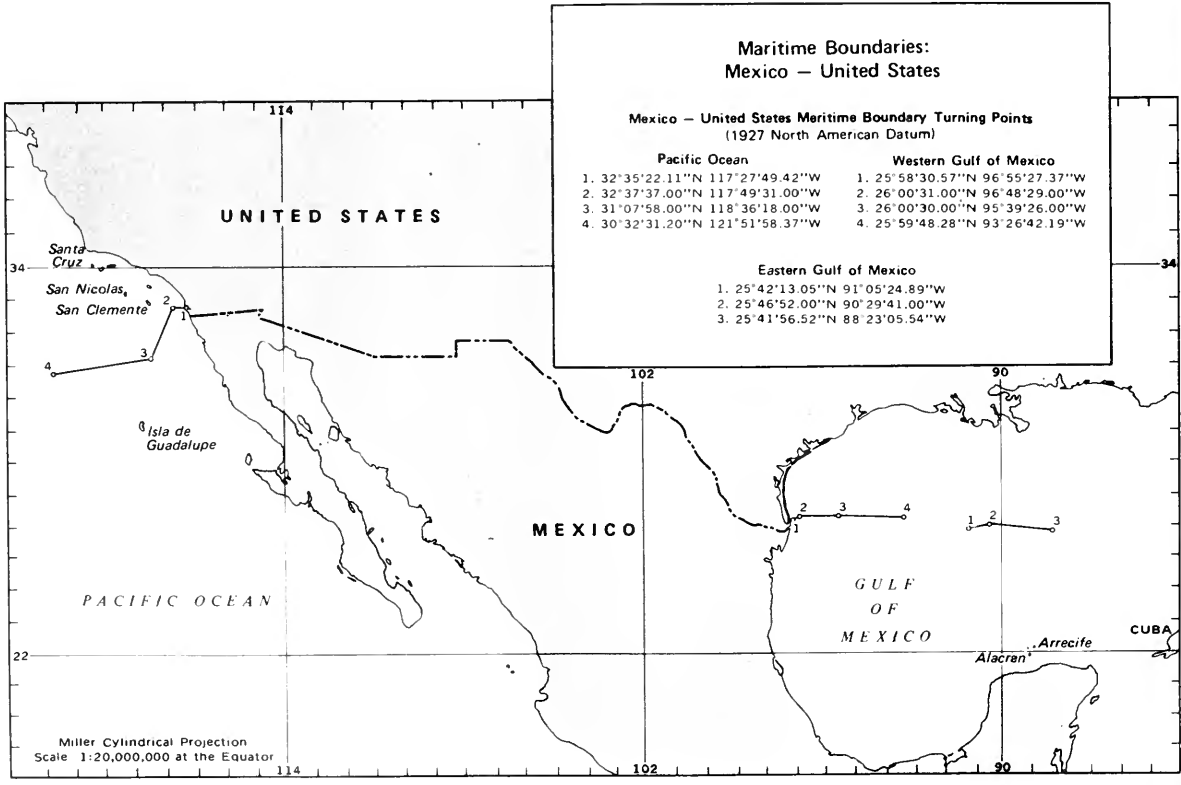 Maritime Boundaries:
Mexico — United States
Mexico — United States Meritime Boundary Turning Points
(1927 North American Datum)
Pacific Ocean
1. 32°35'22.11''N 117°27'49.42''W
2. 32°37'37.00''N 117°49'31.00''W
3. 31°07'58.00''N 118°36'18.00''W
4. 30°32'31.20''N 121°51'58.37''W
Western Gulf of Mexico
1. 25°58'30.57''N 96°55'27.37''W
2. 26°00'31.00''N 96°48'29.00''W
3. 26°00'30.00''N 95°39'26.00''W
4. 25°59'48.28''N 93°26'42.19''W
Eastern Gulf of Mexico
1. 25°42'13.05''N 91°05'24.89''W
2. 25°46'52.00''N 90°29'41.00''W
3. 25°41'56.52''N 88°23'05.54''W
114
UNITED STATES
Santa
Cruz
34
34
San Nicolas
San Clemente
2
1
3
4
102
90
Isla de
Guadalupe
MEXICO
1
2
3
4
1
2
3
PACIFIC OCEAN
GULF
OF
MEXICO
CUBA
Arrecife
Alacran
22
Miller Cylindrical Projection
Scale 1:20,000,000 at the Equator
114
102
90